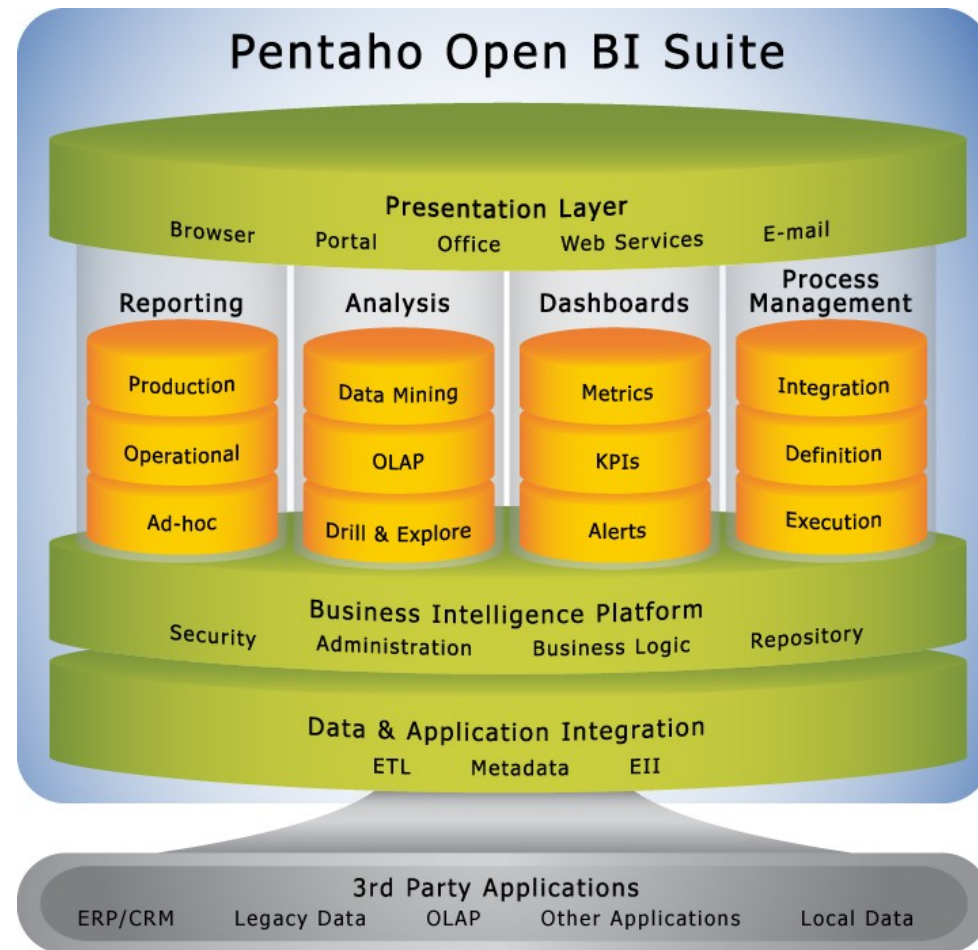 Pentaho Open BI Suite
Presentation Layer
Browser Portal Office Web Services E-mail
Reporting
Production
Operational
Ad-hoc
Analysis
Data Mining
OLAP
Drill & Explore
Dashboards
Metrics
KPIs
Alerts
Process
Management
Integration
Definition
Execution
Business Intelligence Platform
Security Administration Business Logic Repository
Data & Application Integration
ETL Metadata EII
3rd Party Applications
ERP/CRM Legacy Data OLAP Other Applications Local Data